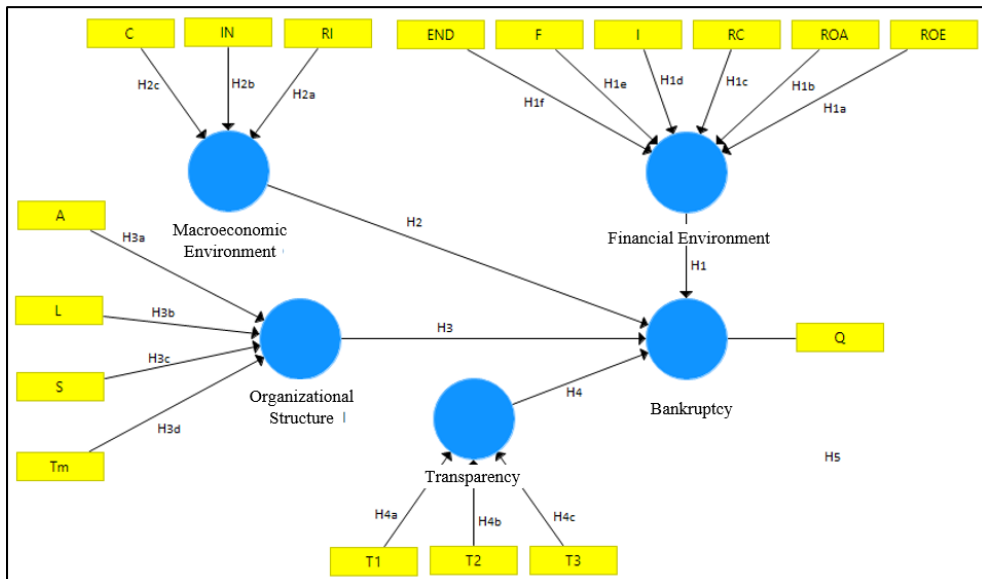 C
IN
RI
END
F
I
RC
ROA
ROE
H2c
H2b
H2a
H1f
H1e
H1d
H1c
H1b
H1a
A
H3a
Macroeconomic
Environment
H2
Financial Environment
H1
L
H3b
H3
Q
H3c
S
Organizational
Structure
H4
Bankruptcy
H3d
Tm
Transparency
H5
H4a
H4b
H4c
T1
T2
T3